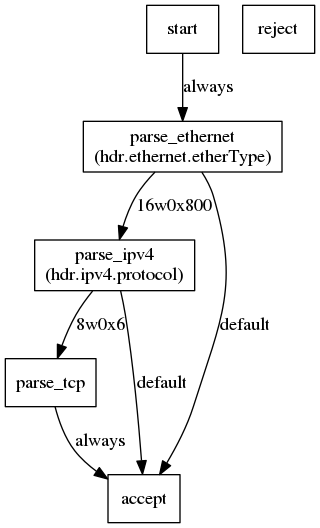 start
reject
always
parse_ethernet
(hdr.ethernet.etherType)
16w0x800
parse_ipv4
(hdr.ipv4.protocol)
8w0x6
default
default
parse_tcp
always
accept